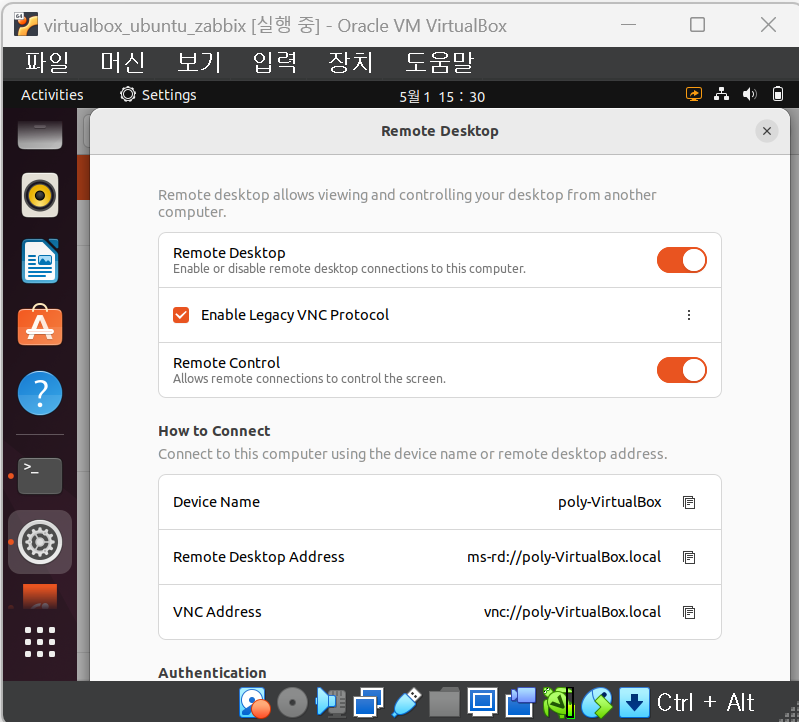 virtualbox_ubuntu_zabbix [실행 중] - Oracle VM VirtualBox
파일 머신 보기 입력 장치 도움말
Activities Settings 5월 1 15 : 30
Remote Desktop
Remote desktop allows viewing and controlling your desktop from another
computer.
Remote Desktop
Enable or disable remote desktop connections to this computer.
Enable Legacy VNC Protocol
Remote Control
Allows remote connections to control the screen.
How to Connect
Connect to this computer using the device name or remote desktop address.
Device Name poly-VirtualBox
Remote Desktop Address ms-rd://poly-VirtualBox.local
VNC Address vnc://poly-VirtualBox.local
Authentication
Ctrl + Alt